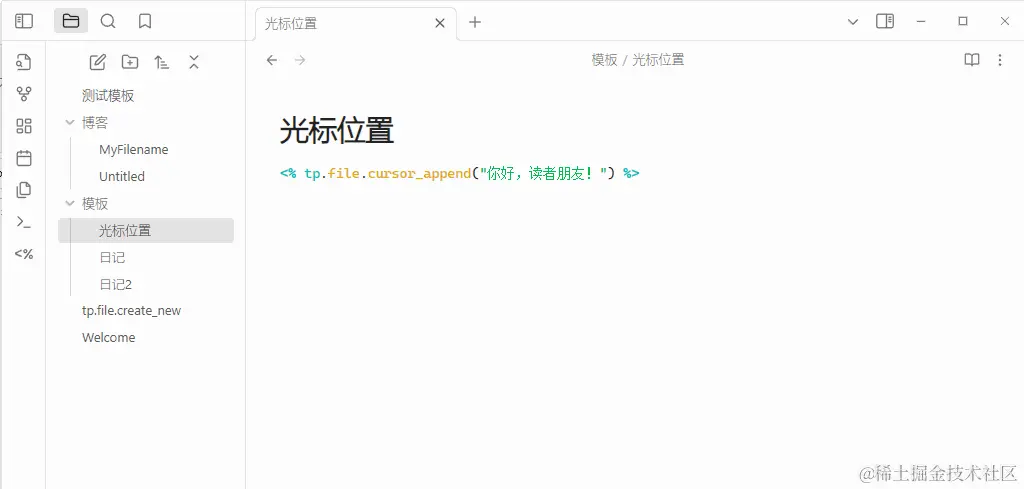 光标位置
测试模板
博客
MyFilename
Untitled
模板
光标位置
日记
日记2
tp.file.create_new
Welcome
<%
模板 / 光标位置
光标位置
<% tp.file.cursor_append("你好，读者朋友！") %>
@稀土掘金技术社区